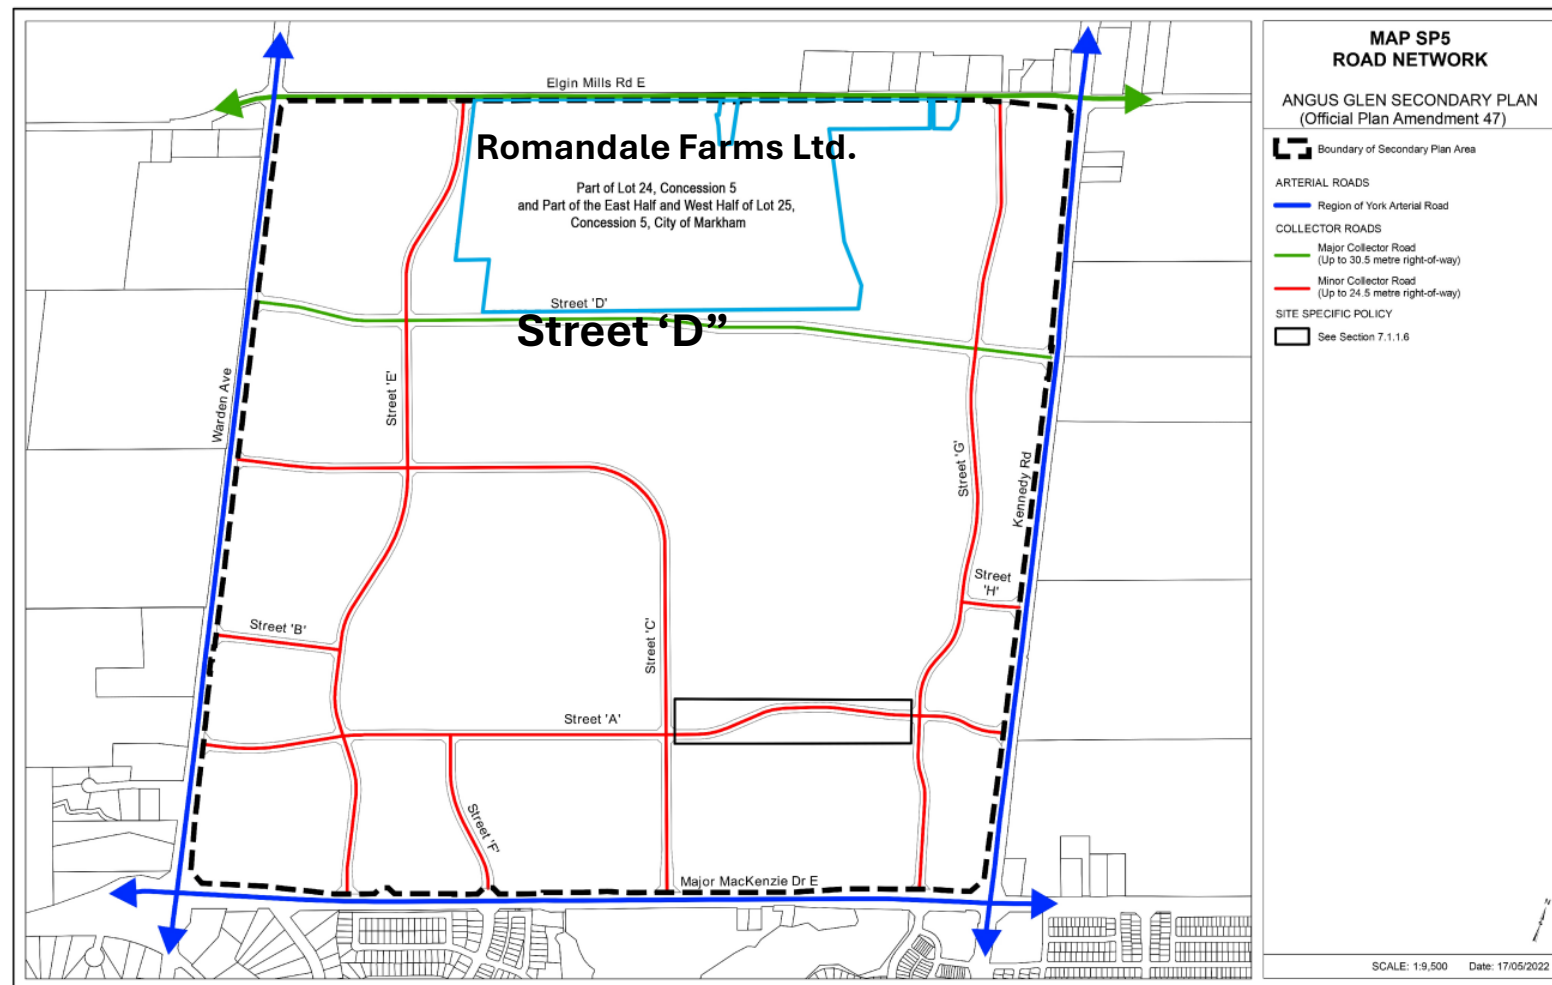 Elgin Mills Rd E
Romandale Farms Ltd.
Part of Lot 24, Concession 5
and Part of the East Half and West Half of Lot 25,
Concession 5, City of Markham
Street 'D'
Street ‘D”
Warden Ave
Street 'E'
Street 'G'
Kennedy Rd
Street
'H'
Street 'B'
Street 'C'
Street 'A'
Street 'F'
Major MacKenzie Dr E
MAP SP5
ROAD NETWORK
ANGUS GLEN SECONDARY PLAN
(Official Plan Amendment 47)
Boundary of Secondary Plan Area
ARTERIAL ROADS
Region of York Arterial Road
COLLECTOR ROADS
Major Collector Road
(Up to 30.5 metre right-of-way)
Minor Collector Road
(Up to 24.5 metre right-of-way)
SITE SPECIFIC POLICY
See Section 7.1.1.6
N
SCALE: 1:9,500 Date: 17/05/2022